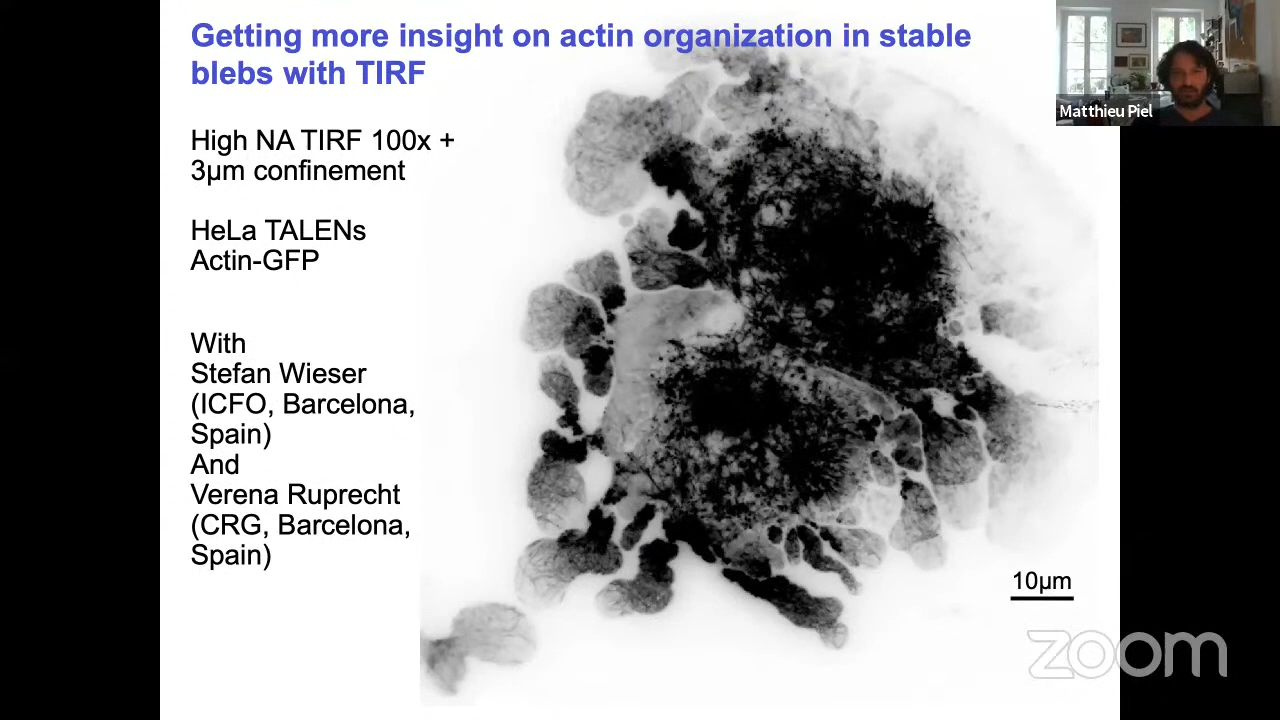 Getting more insight on actin organization in stable
blebs with TIRF
Matthieu Piel
High NA TIRF 100x +
3µm confinement
HeLa TALENs
Actin-GFP
With
Stefan Wieser
(ICFO, Barcelona,
Spain)
And
Verena Ruprecht
(CRG, Barcelona,
Spain)
10µm
zoom